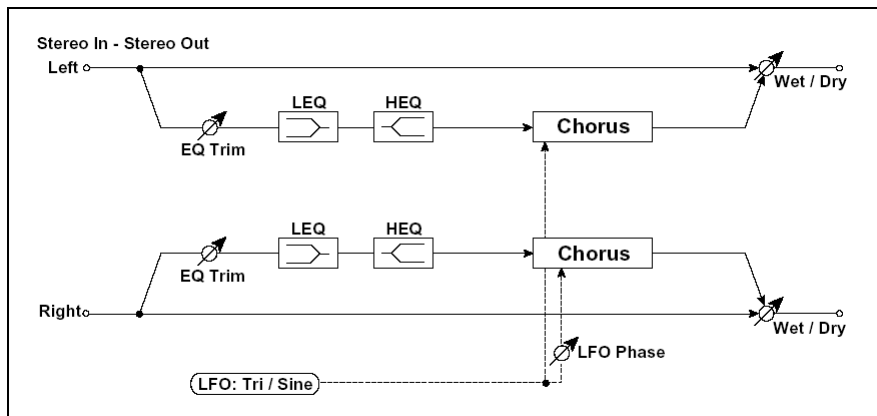 Stereo In - Stereo Out
Left
Wet / Dry
LEQ
HEQ
Chorus
EQ Trim
LEQ
HEQ
Chorus
EQ Trim
Right
Wet / Dry
LFO Phase
LFO: Tri / Sine